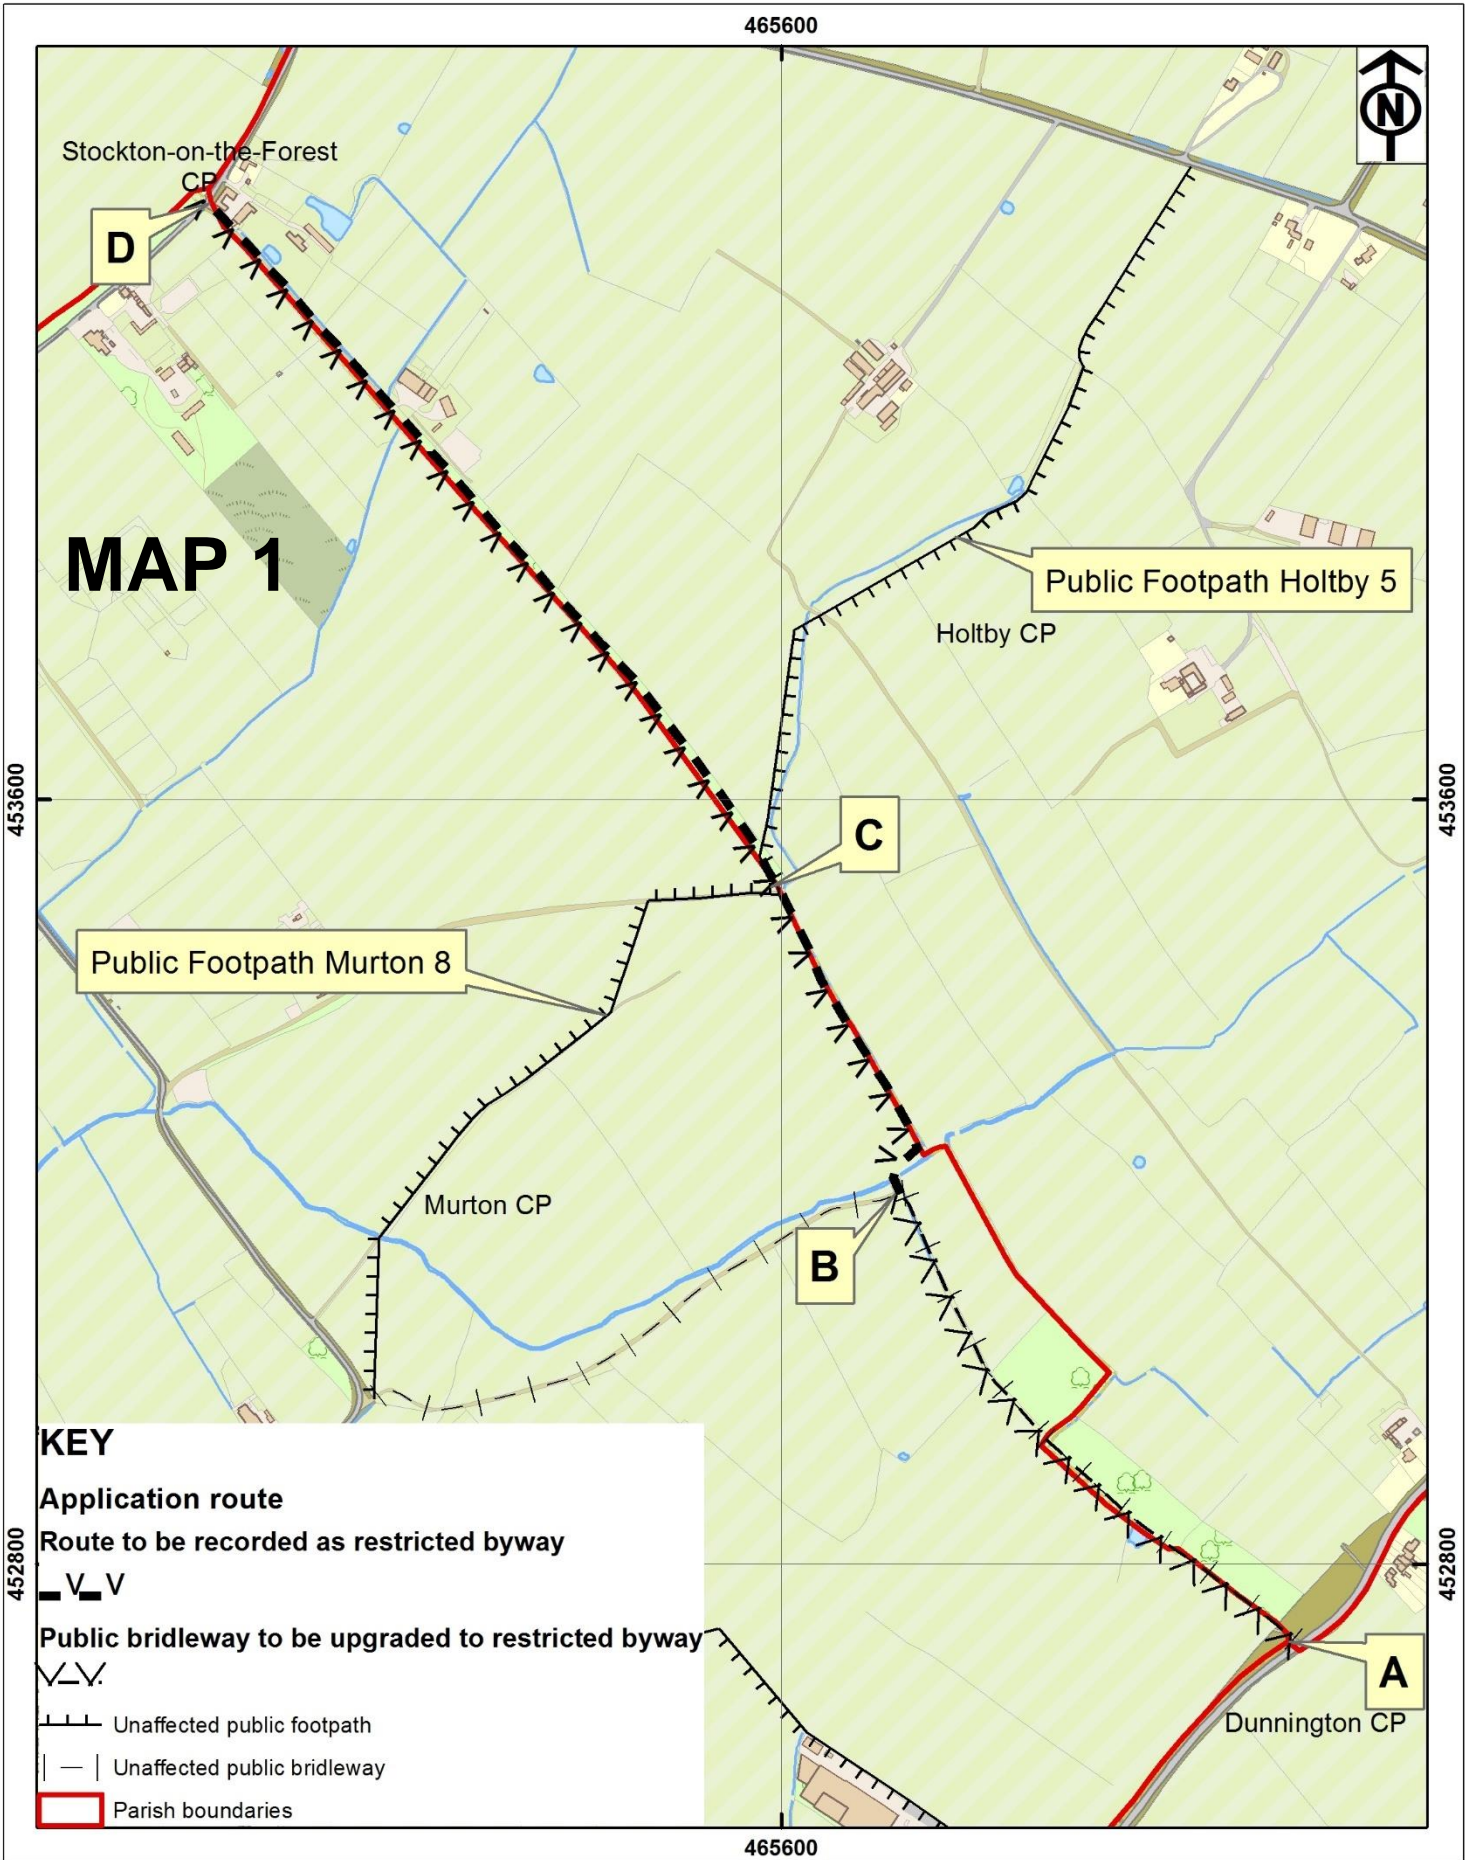 465600
N
Stockton-on-the-Forest
CP
D
MAP 1
Public Footpath Holtby 5
Holtby CP
453600
453600
C
Public Footpath Murton 8
Murton CP
B
KEY
Application route
Route to be recorded as restricted byway
V V
Public bridleway to be upgraded to restricted byway
Unaffected public footpath
Unaffected public bridleway
Parish boundaries
452800
452800
A
Dunnington CP
465600